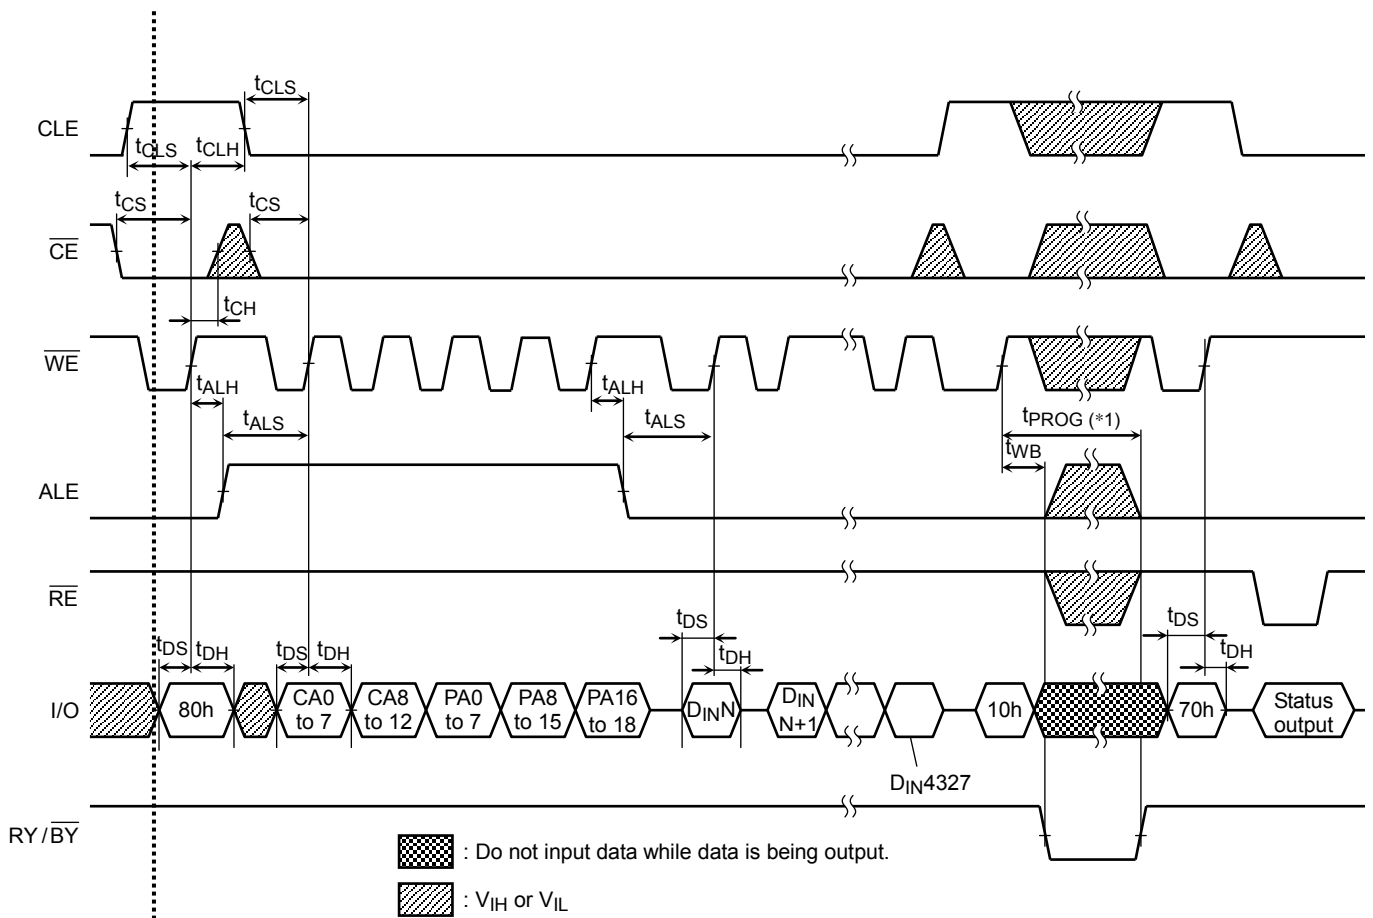 tCLS
CLE
tCLS
tCLH
tCS
tCS
CE
tCH
WE
tALH
tALH
tALS
tALS
tPROG (*1)
tWB
ALE
RE
tDS
tDH
tDS
tDH
tDS
tDH
tDS
tDH
I/O
80h
CA0 to 7
CA8 to 12
PA0 to 7
PA8 to 15
PA16 to 18
DINN
DIN N+1
10h
70h
Status output
DIN4327
RY/BY
: Do not input data while data is being output.
: VIH or VIL